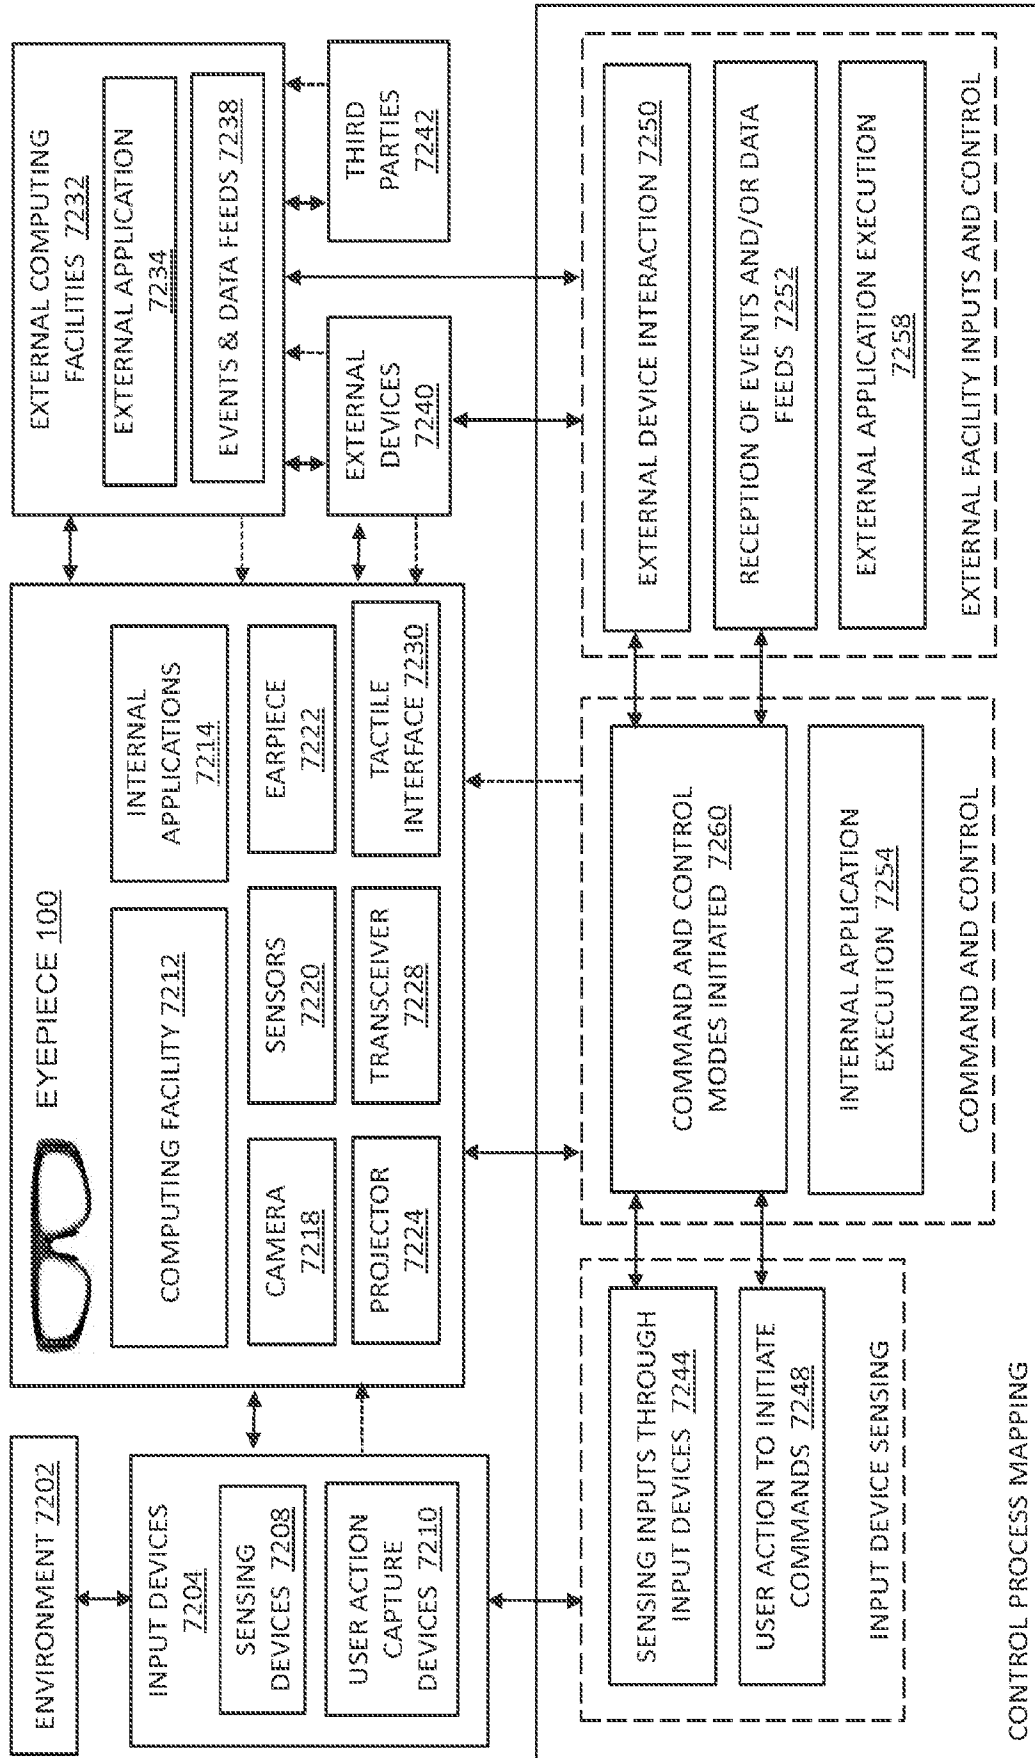 ENVIRONMENT 7202
INPUT DEVICES
7204
SENSING
DEVICES 7208
USER ACTION
CAPTURE
DEVICES 7210
EYEPIECE 100
COMPUTING FACILITY 7212
INTERNAL
APPLICATIONS
7214
CAMERA
7218
SENSORS
7220
EARPIECE
7222
PROJECTOR
7224
TRANSCEIVER
7228
TACTILE
INTERFACE 7230
EXTERNAL COMPUTING
FACILITIES 7232
EXTERNAL APPLICATION
7234
EVENTS & DATA FEEDS 7238
EXTERNAL
DEVICES
7240
THIRD
PARTIES
7242
SENSING INPUTS THROUGH
INPUT DEVICES 7244
USER ACTION TO INITIATE
COMMANDS 7248
INPUT DEVICE SENSING
COMMAND AND CONTROL
MODES INITIATED 7260
INTERNAL APPLICATION
EXECUTION 7254
COMMAND AND CONTROL
EXTERNAL DEVICE INTERACTION 7250
RECEPTION OF EVENTS AND/OR DATA
FEEDS 7252
EXTERNAL APPLICATION EXECUTION
7258
EXTERNAL FACILITY INPUTS AND CONTROL
CONTROL PROCESS MAPPING